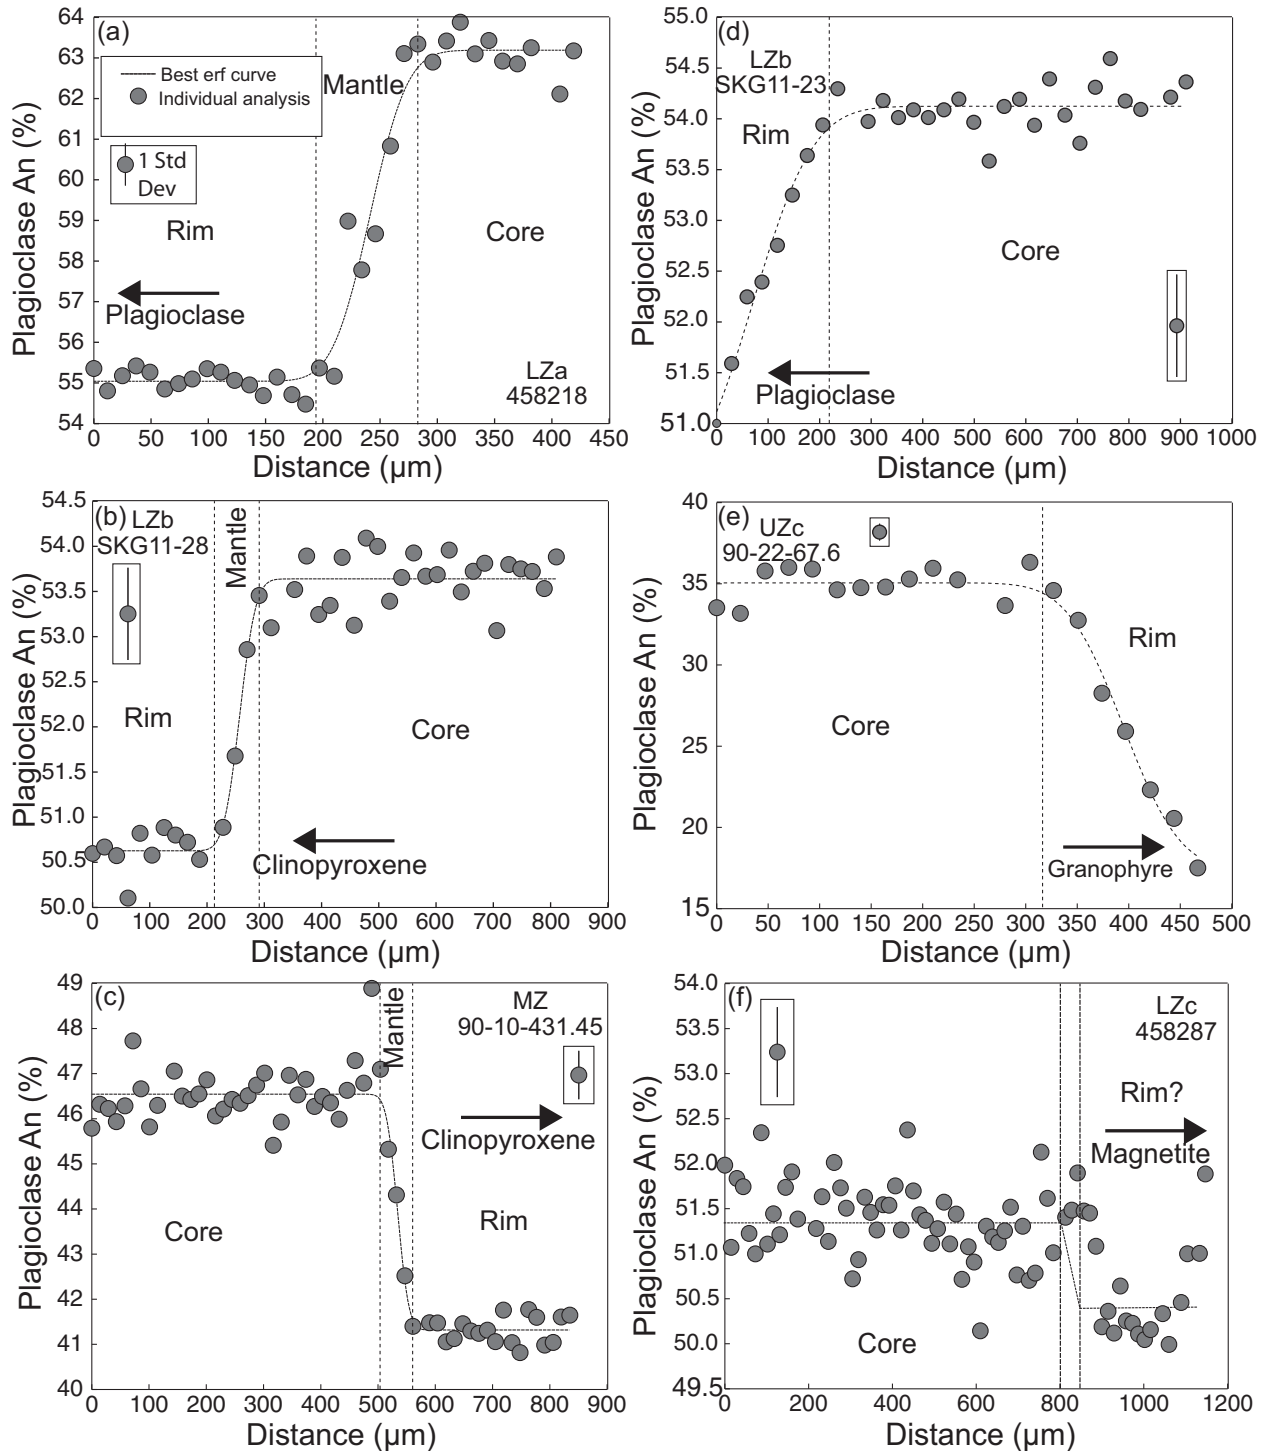 (a)
64
63
62
61
60
59
58
57
56
55
54
Plagioclase An (%)
Best erf curve
Individual analysis
1 Std
Dev
Mantle
Rim
Core
Plagioclase
LZa
458218
0 50 100 150 200 250 300 350 400 450
Distance (µm)
(b)
LZb
SKG11-28
54.5
54.0
53.5
53.0
52.5
52.0
51.5
51.0
50.5
50.0
Plagioclase An (%)
Mantle
Rim
Core
Clinopyroxene
0 100 200 300 400 500 600 700 800 900
Distance (µm)
(c)
49
48
47
46
45
44
43
42
41
40
Plagioclase An (%)
Mantle
MZ
90-10-431.45
Clinopyroxene
Core
Rim
0 100 200 300 400 500 600 700 800 900
Distance (µm)
(d)
LZb
SKG11-23
55.0
54.5
54.0
53.5
53.0
52.5
52.0
51.5
51.0
Plagioclase An (%)
Rim
Core
Plagioclase
0 100 200 300 400 500 600 700 800 900 1000
Distance (µm)
(e)
UZc
90-22-67.6
40
35
30
25
20
15
Plagioclase An (%)
Rim
Core
Granophyre
0 50 100 150 200 250 300 350 400 450 500
Distance (µm)
(f)
54.0
53.5
53.0
52.5
52.0
51.5
51.0
50.5
50.0
49.5
Plagioclase An (%)
LZc
458287
Rim?
Magnetite
Core
0 200 400 600 800 1000 1200
Distance (µm)